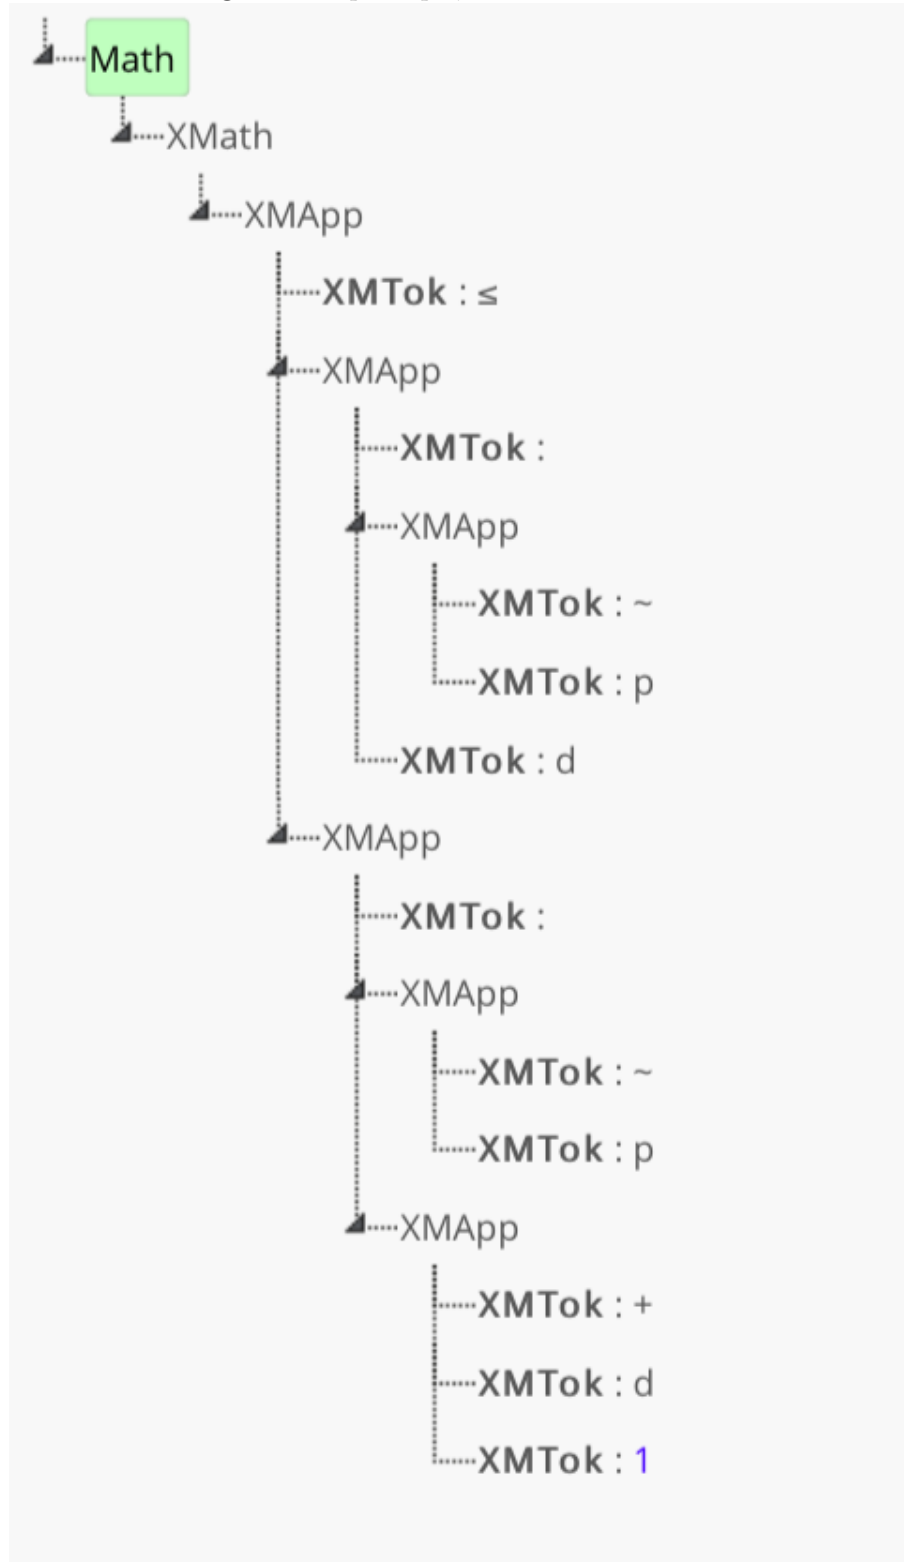 Math
XMath
XMApp
XMTok : ≤
XMApp
XMTok :
XMApp
XMTok : ~
XMTok : p
XMTok : d
XMApp
XMTok :
XMApp
XMTok : ~
XMTok : p
XMApp
XMTok : +
XMTok : d
XMTok : 1